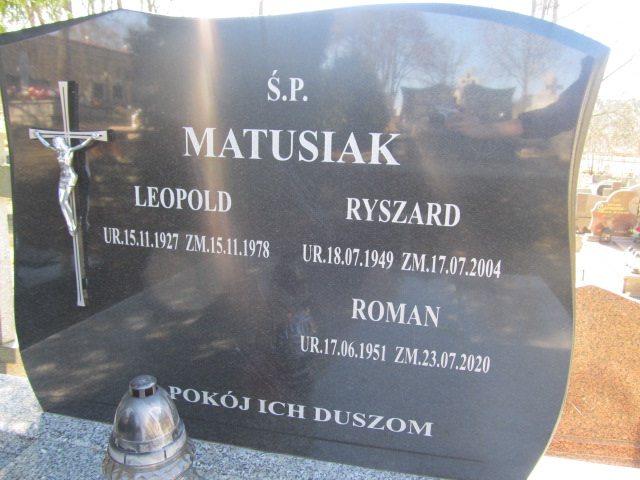 Ś.P.
MATUSIAK
LEOPOLD
UR.15.11.1927 ZM.15.11.1978
RYSZARD
UR.18.07.1949 ZM.17.07.2004
ROMAN
UR.17.06.1951 ZM.23.07.2020
POKÓJ ICH DUSZOM